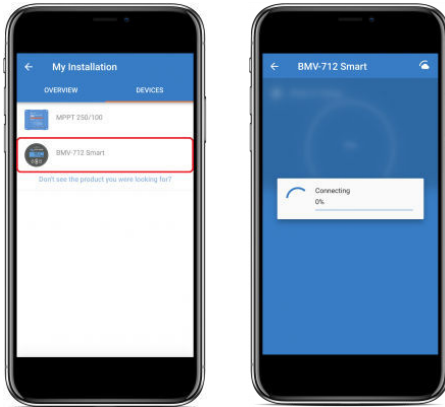 My Installation
OVERVIEW
DEVICES
MPPT 250/100
BMV-712 Smart
Don't see the product you were looking for?
BMV-712 Smart
Connecting
0%